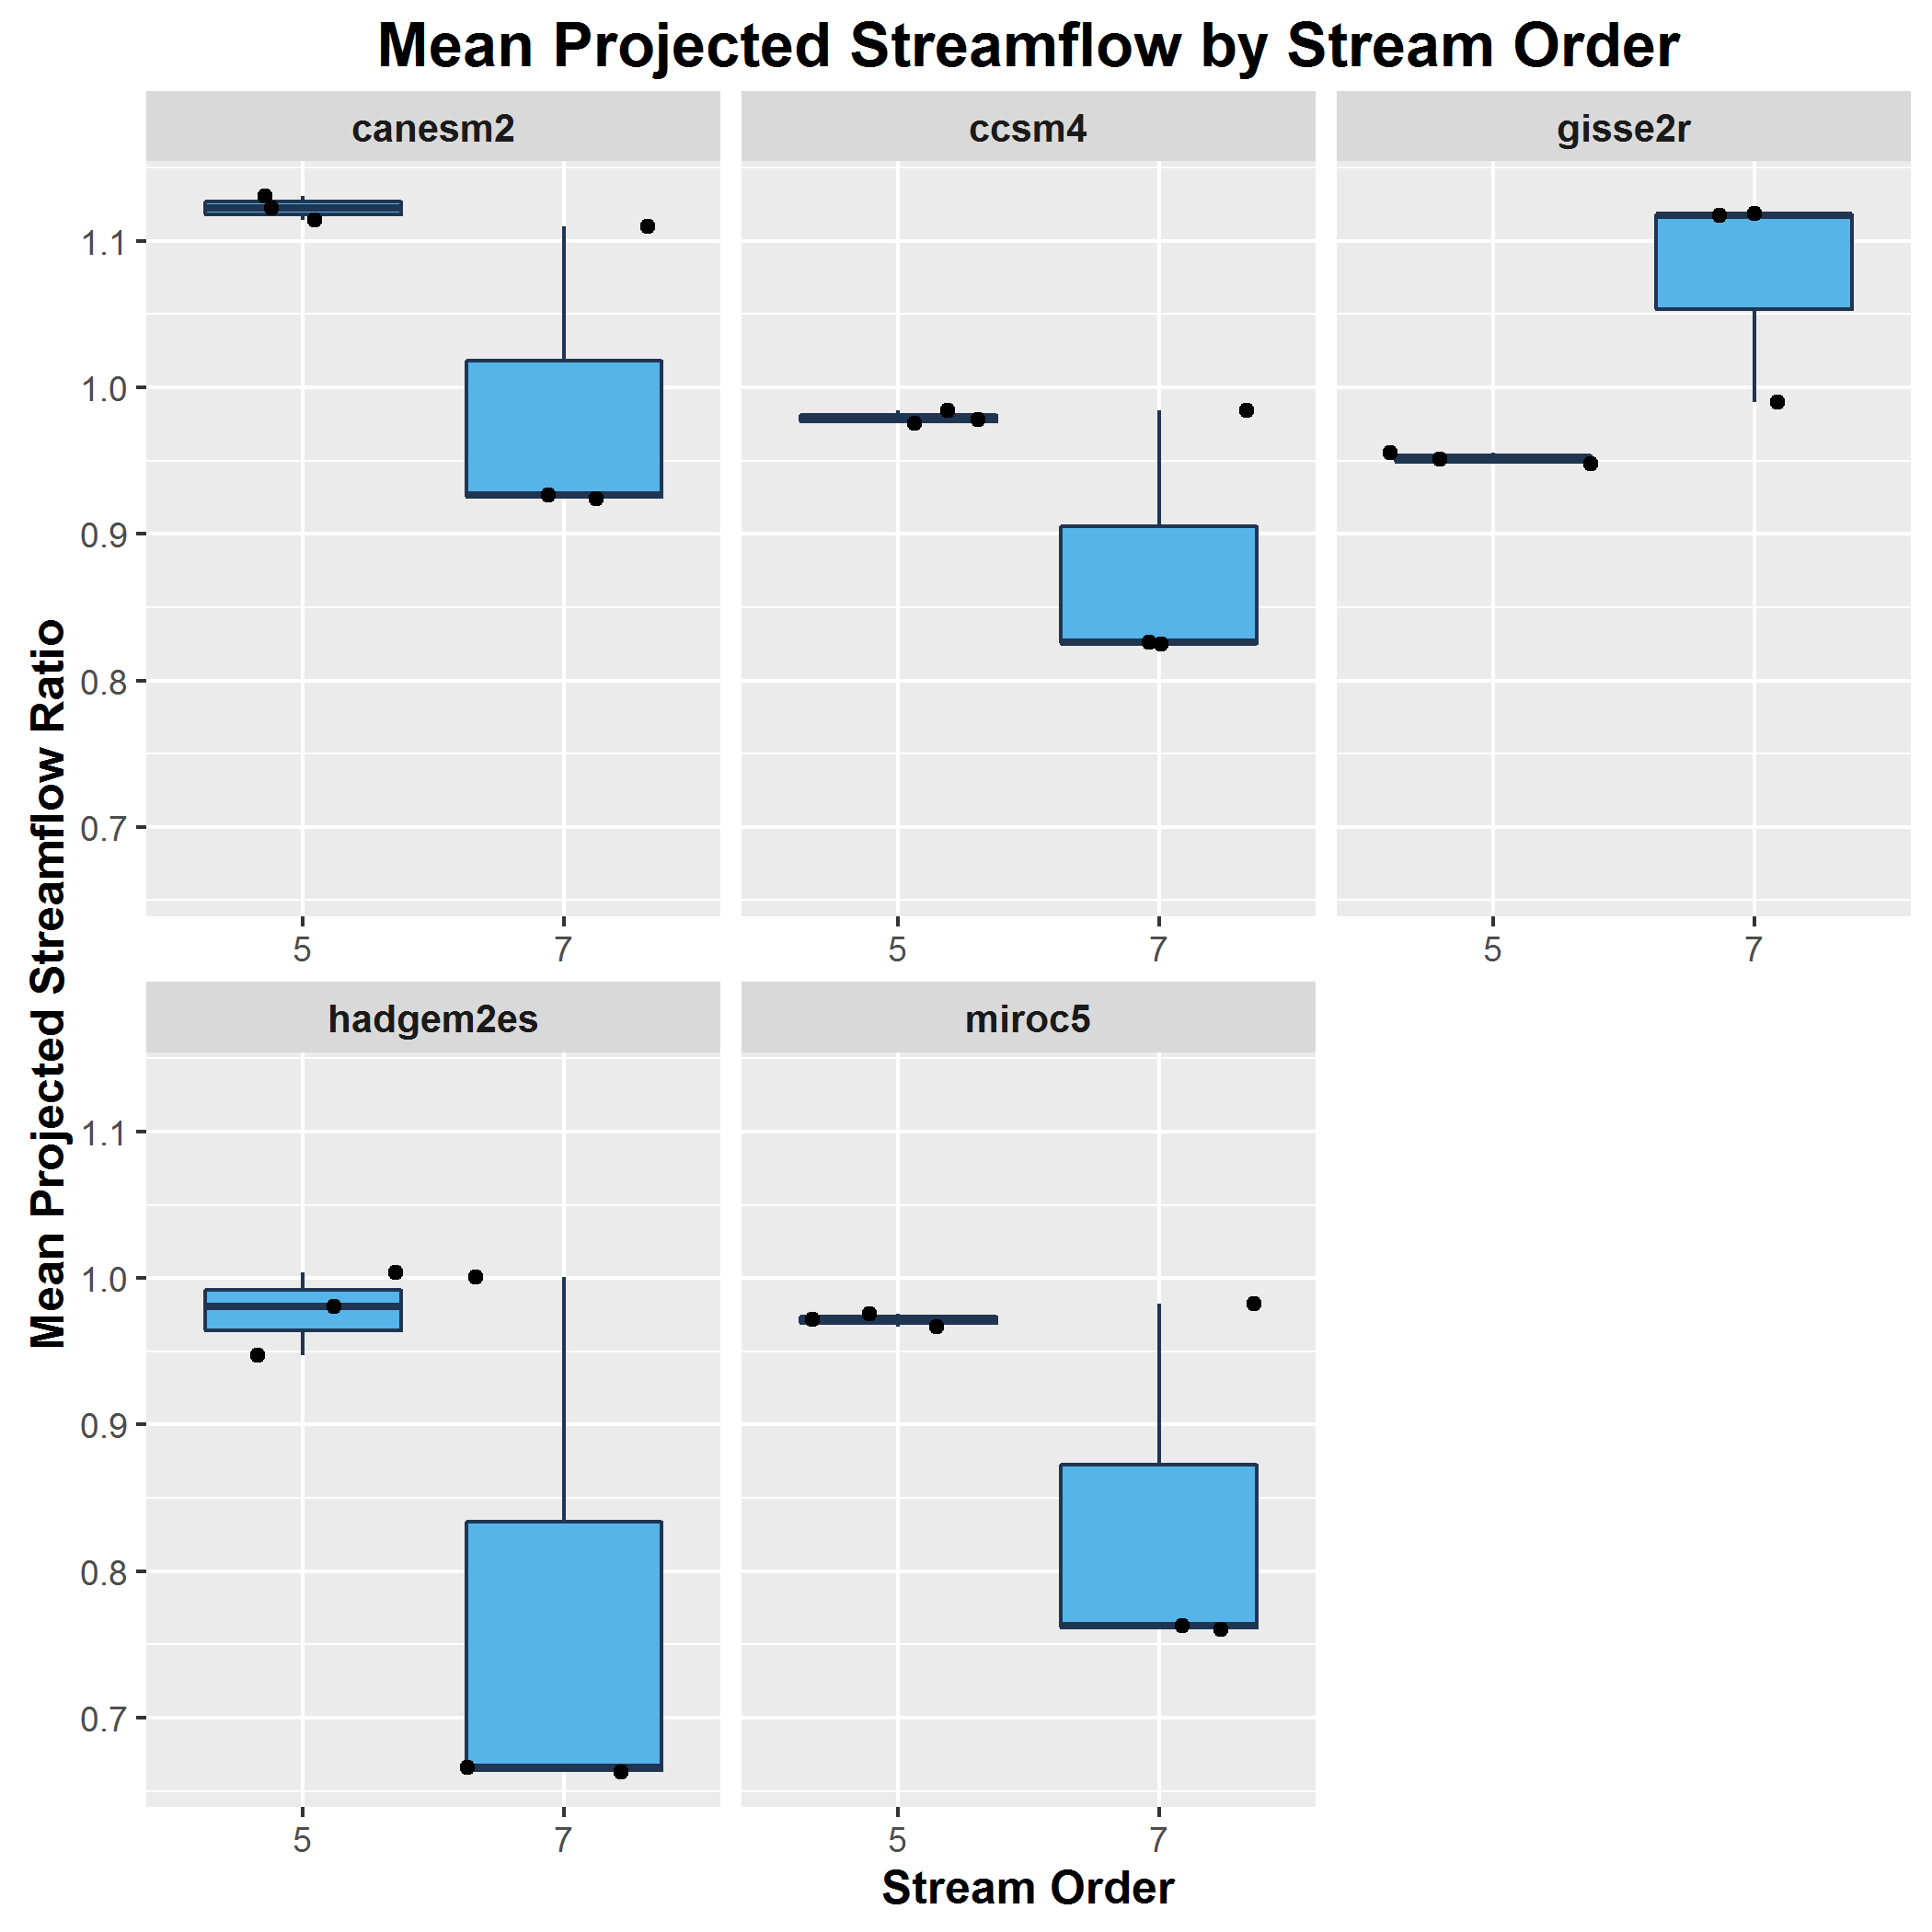 Mean Projected Streamflow by Stream Order
canesm2
ccsm4
gisse2r
1.1
1.0
0.9
0.8
0.7
5
7
5
7
5
7
Mean Projected Streamflow Ratio
hadgem2es
miroc5
1.1
1.0
0.9
0.8
0.7
5
7
5
7
Stream Order